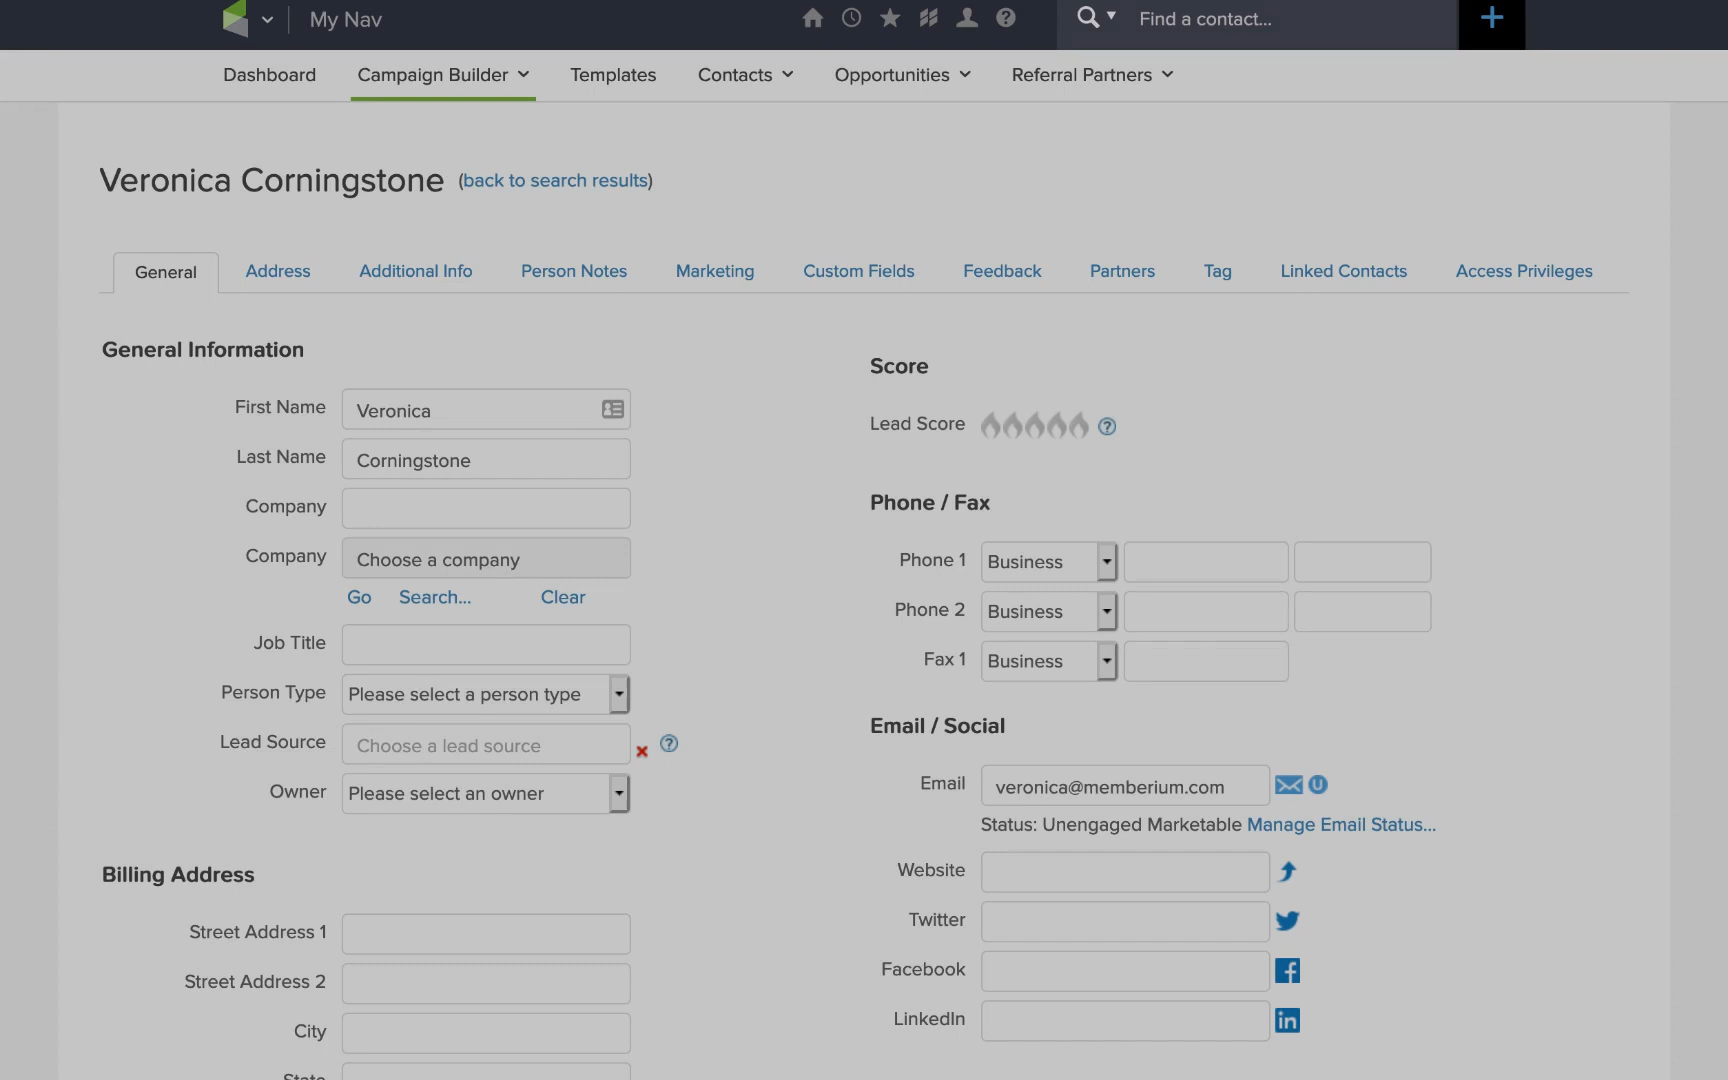 My Nav
Find a contact...
Dashboard Campaign Builder Templates Contacts Opportunities Referral Partners
Veronica Corningstone (back to search results)
General Address Additional Info Person Notes Marketing Custom Fields Feedback Partners Tag Linked Contacts Access Privileges
General Information
First Name Veronica
Last Name Corningstone
Company
Company Choose a company
Go Search... Clear
Job Title
Person Type Please select a person type
Lead Source Choose a lead source
Owner Please select an owner
Billing Address
Street Address 1
Street Address 2
City
State
Score
Lead Score
Phone / Fax
Phone 1 Business
Phone 2 Business
Fax 1 Business
Email / Social
Email veronica@memberium.com
Status: Unengaged Marketable Manage Email Status...
Website
Twitter
Facebook
LinkedIn